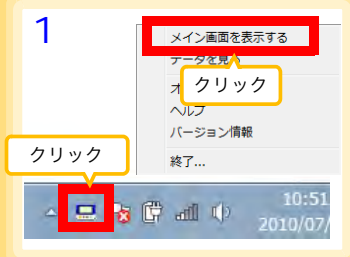 1
メイン画面を表示する
データを見
クリック
ヘルプ
バージョン情報
クリック
終了...
10:51
2010/07/